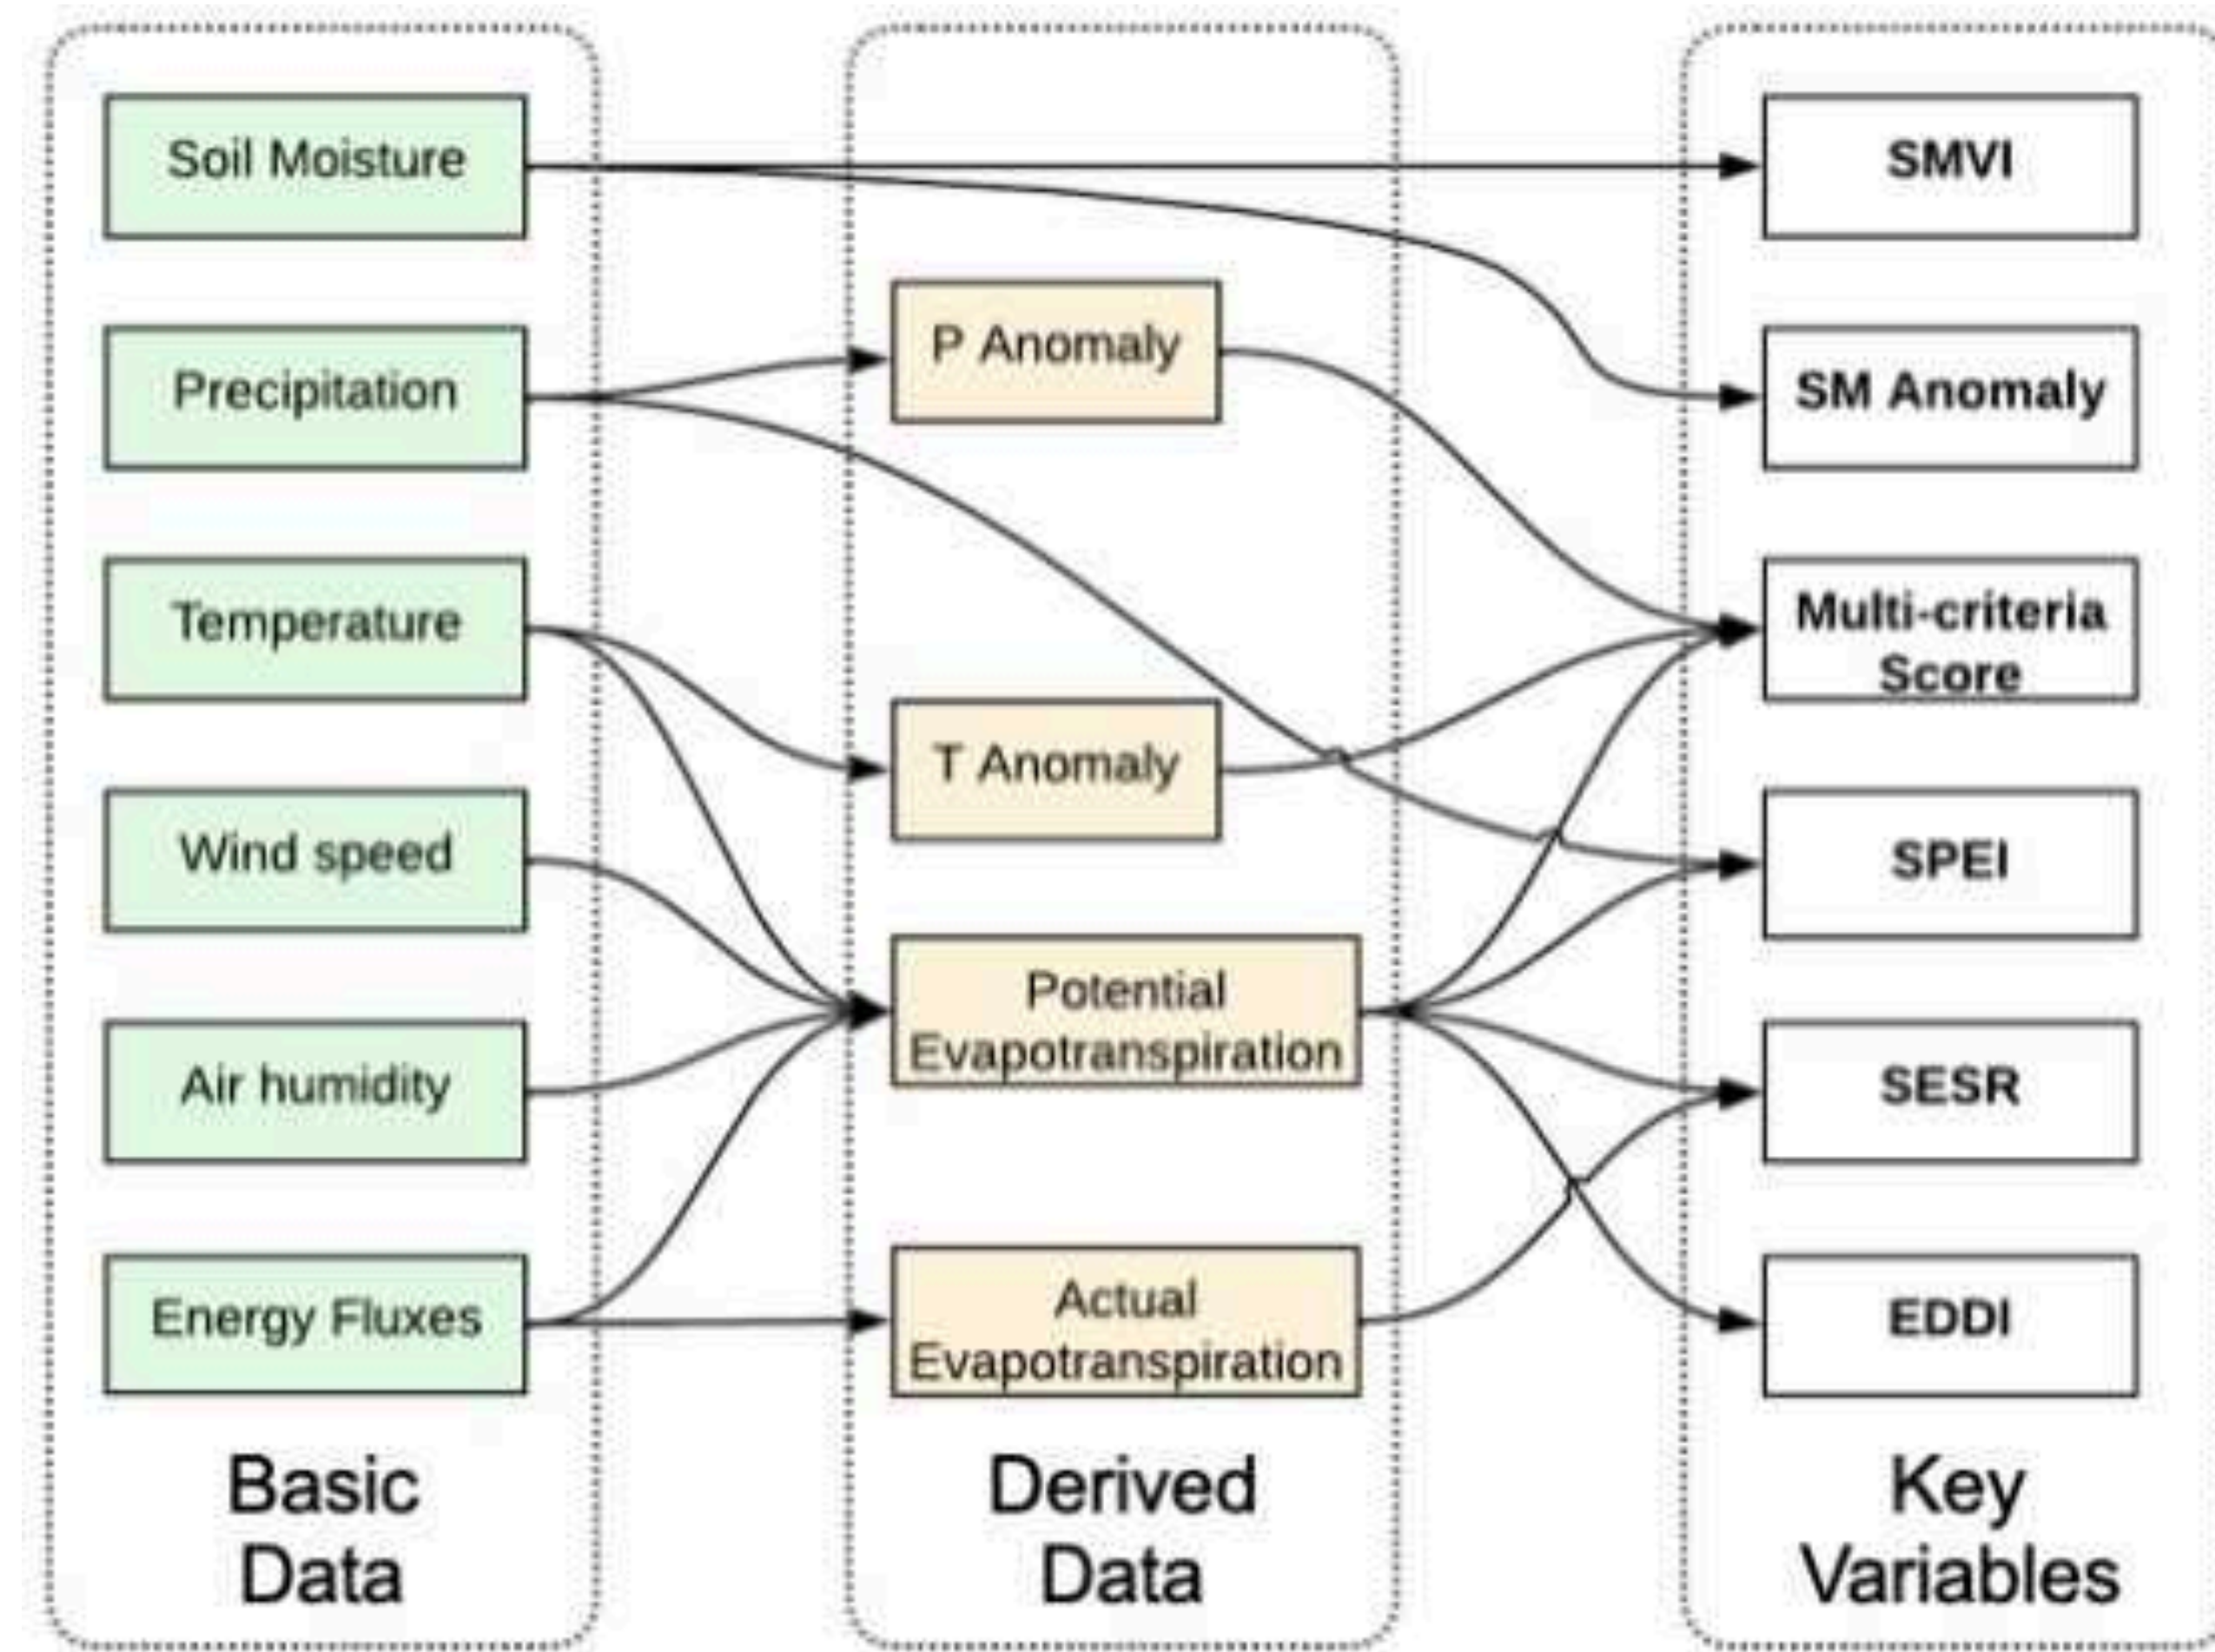 Soil Moisture
Precipitation
Temperature
Wind speed
Air humidity
Energy Fluxes
Basic
Data
P Anomaly
T Anomaly
Potential
Evapotranspiration
Actual
Evapotranspiration
Derived
Data
SMVI
SM Anomaly
Multi-criteria
Score
SPEI
SESR
EDDI
Key
Variables